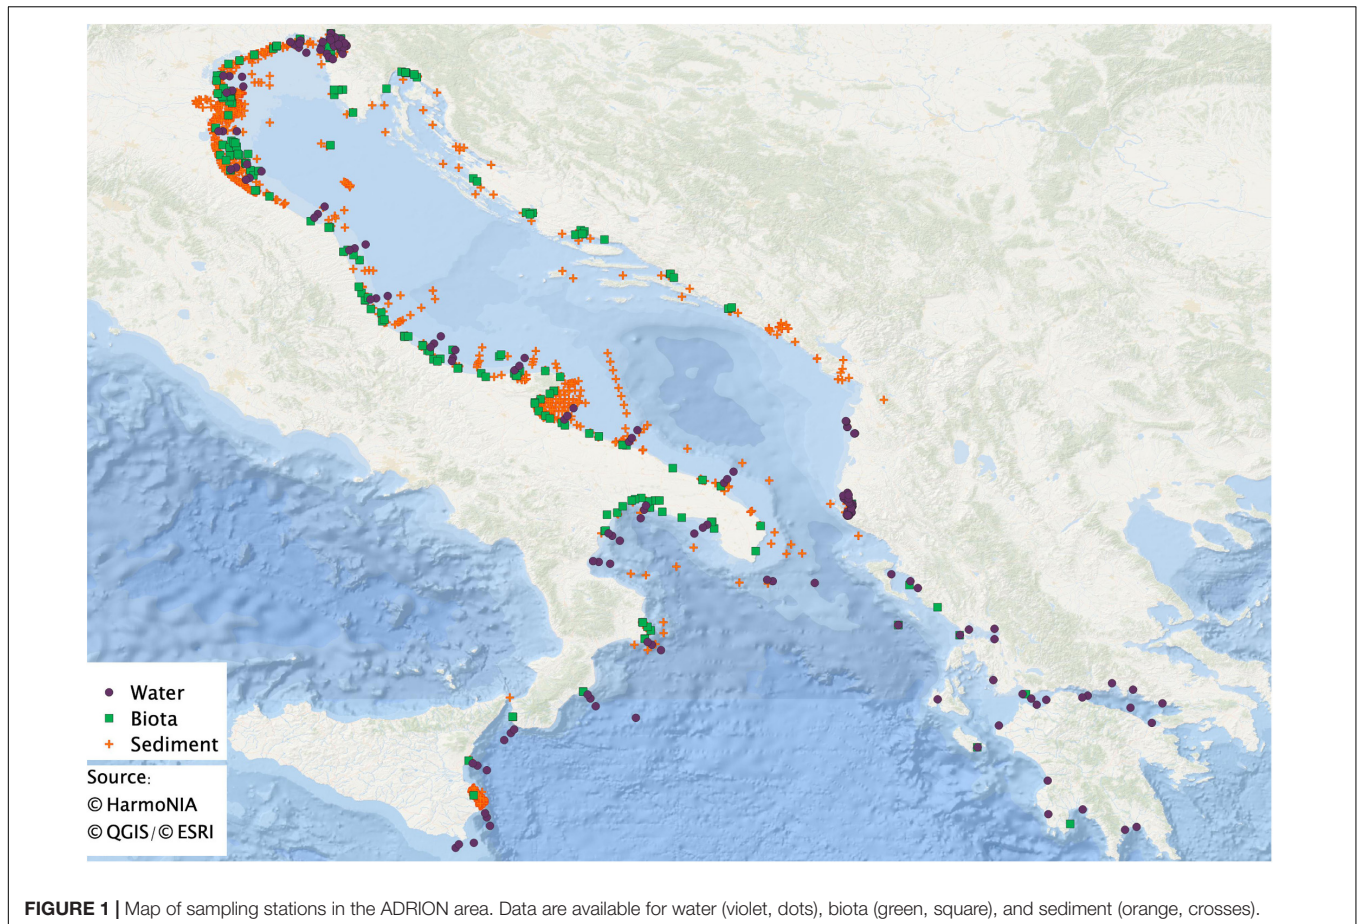 Water
Biota
Sediment
Source:
© HarmoNIA
© QGIS/© ESRI
FIGURE 1 | Map of sampling stations in the ADRION area. Data are available for water (violet, dots), biota (green, square), and sediment (orange, crosses).